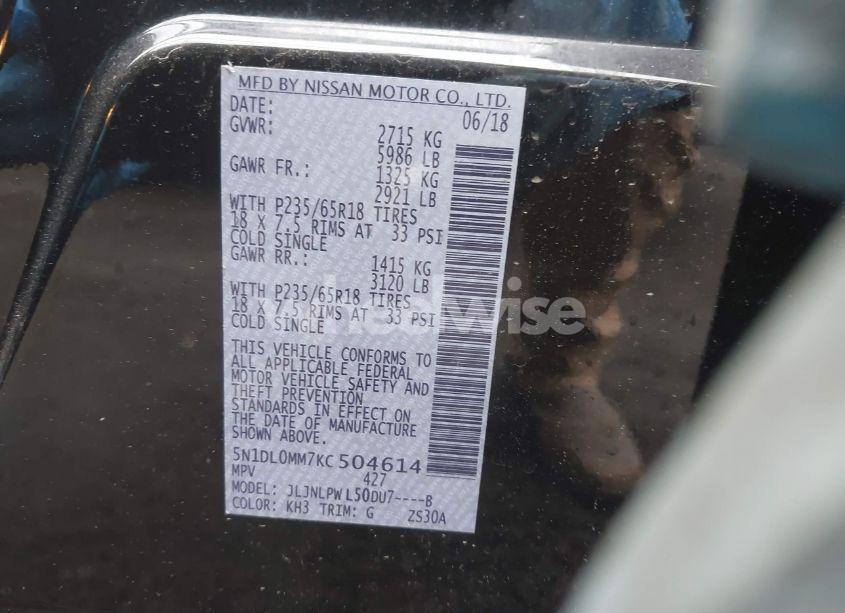 MFD BY NISSAN MOTOR CO., LTD.
DATE: 06/18
GVWR: 2715 KG
5986 LB
GAWR FR.: 1325 KG
2921 LB
WITH P235/65R18 TIRES
18 X 7.5 RIMS AT 33 PSI
COLD SINGLE
GAWR RR.: 1415 KG
3120 LB
WITH P235/65R18 TIRES
18 X 7.5 RIMS AT 33 PSI
COLD SINGLE
THIS VEHICLE CONFORMS TO
ALL APPLICABLE FEDERAL
MOTOR VEHICLE SAFETY AND
THEFT PREVENTION
STANDARDS IN EFFECT ON
THE DATE OF MANUFACTURE
SHOWN ABOVE.
5N1DL0MM7KC504614
MPV 427
MODEL: JLJNLPWL50DU7----B
COLOR: KH3 TRIM: G ZS30A